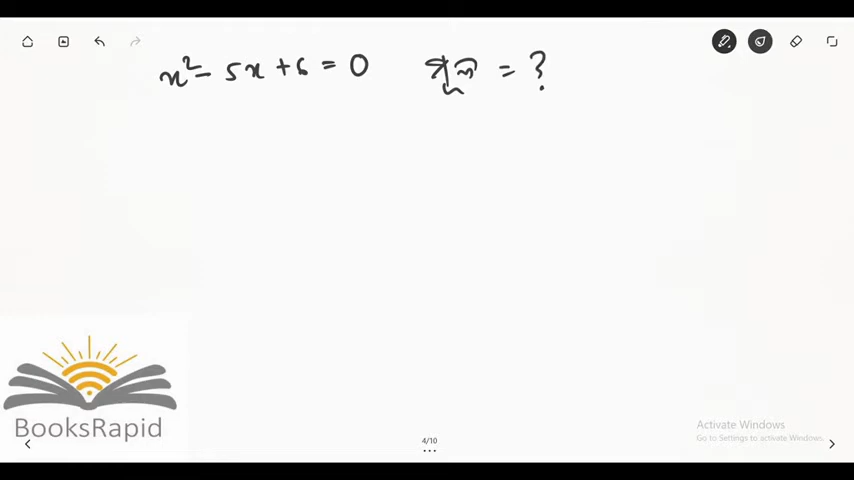 x² - 5x + 6 = 0 মূল = ?
BooksRapid
4/10
Activate Windows
Go to Settings to activate Windows.